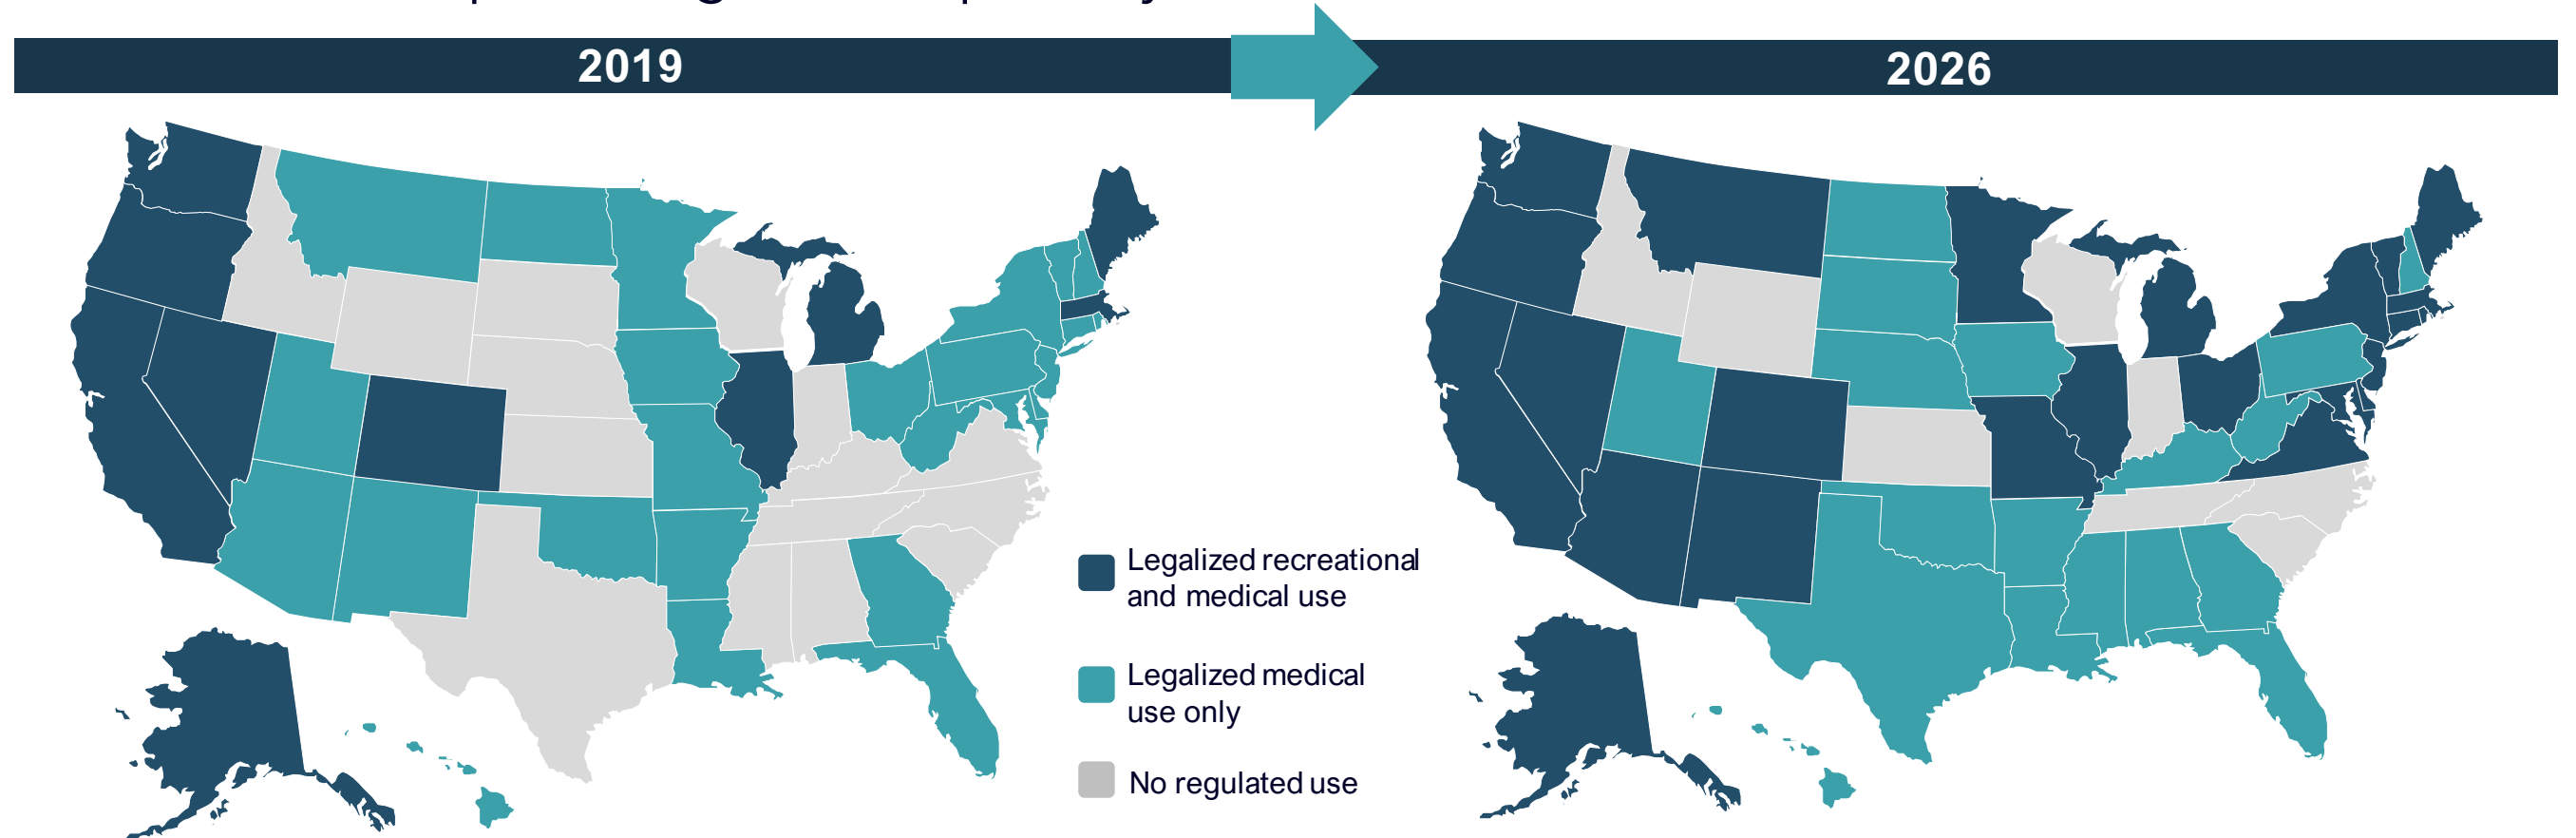 2019
2026
Legalized recreational
and medical use
Legalized medical
use only
No regulated use